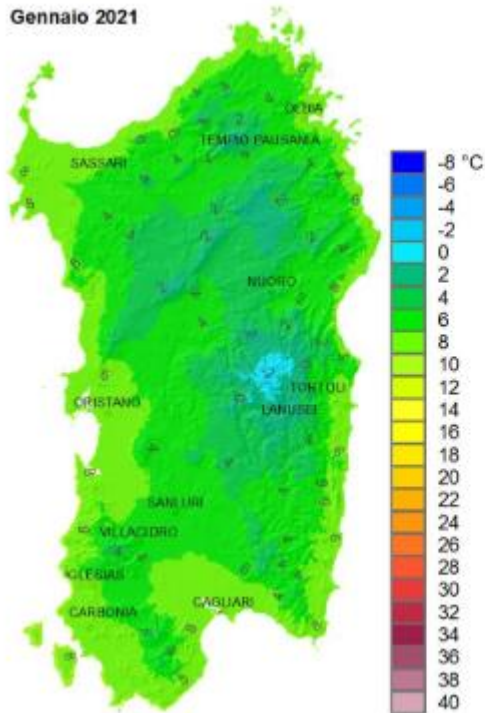 Gennaio 2021
OLBIA
TEMPIO PAUSANIA
SASSARI
NUORO
TORTOLI
ORISTANO
LANUSEI
SANLURI
VILLACIDRO
IGLESIAS
CARBONIA
CAGLIARI
-8 °C
-6
-4
-2
0
2
4
6
8
10
12
14
16
18
20
22
24
26
28
30
32
34
36
38
40